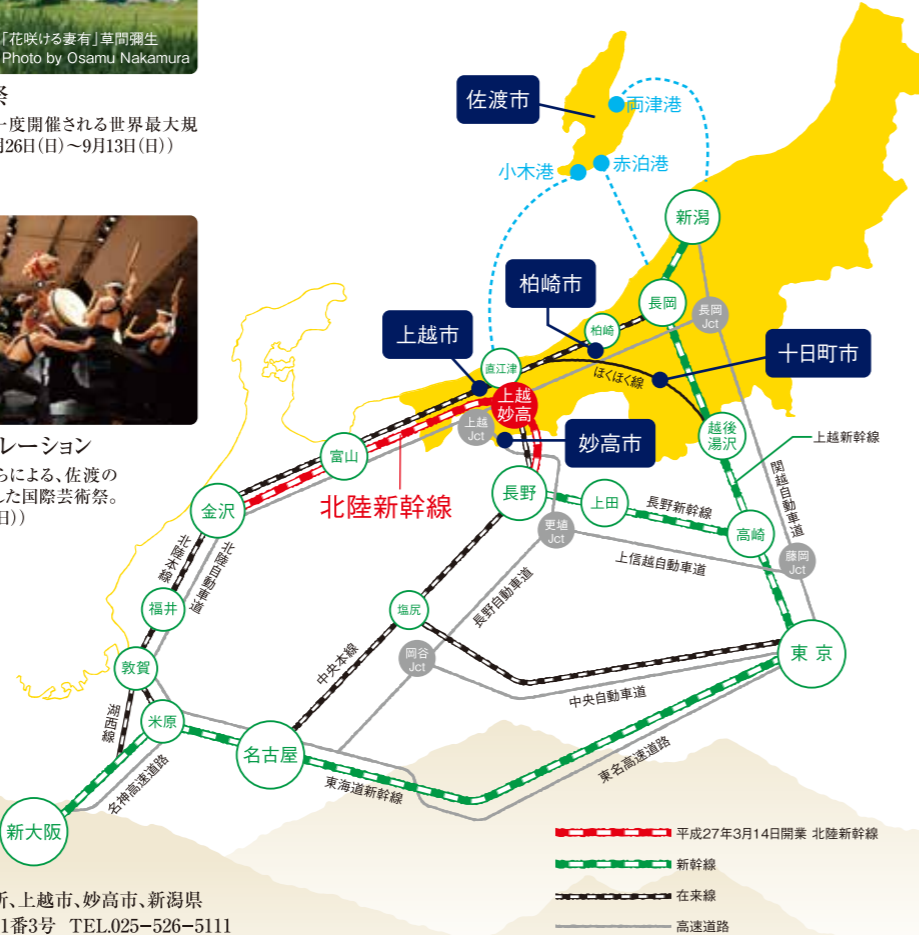 「花咲ける妻有」草間彌生
Photo by Osamu Nakamura
祭
一度開催される世界最大規
月26日(日)～9月13日(日))
レーション
らによる、佐渡の
した国際芸術祭。
日))
佐渡市
両津港
小木港
赤泊港
新潟
柏崎市
長岡
長岡
Jct
柏崎
上越市
十日町市
直江津
ほくほく線
上越
妙高
上越
Jct
妙高市
越後
湯沢
上越新幹線
富山
北陸新幹線
長野
上田
長野新幹線
高崎
関越自動車道
金沢
更埴
Jct
上信越自動車道
藤岡
Jct
北陸本線
北陸自動車道
福井
塩尻
長野自動車道
東京
敦賀
岡谷
Jct
中央本線
中央自動車道
湖西線
米原
名古屋
東海道新幹線
東名高速道路
名神高速道路
新大阪
平成27年3月14日開業 北陸新幹線
新幹線
在来線
高速道路
所、上越市、妙高市、新潟県
1番3号 TEL.025−526−5111